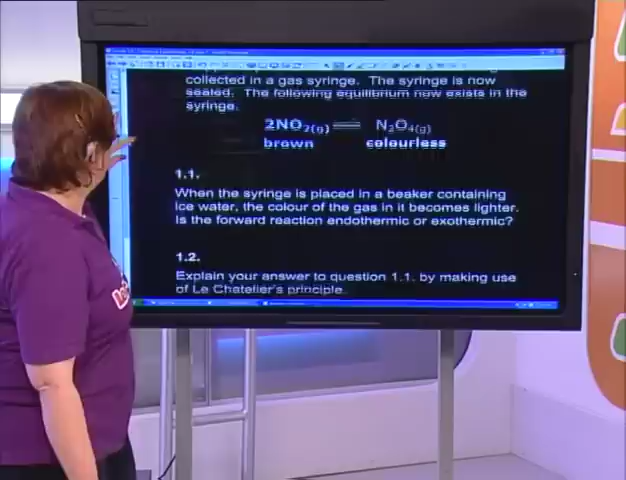 collected in a gas syringe. The syringe is now
sealed. The following equilibrium now exists in the
syringe.
2NO2(g) ⇌ N2O4(g)
brown colourless
1.1.
When the syringe is placed in a beaker containing
ice water, the colour of the gas in it becomes lighter.
Is the forward reaction endothermic or exothermic?
1.2.
Explain your answer to question 1.1. by making use
of Le Chatelier's principle.